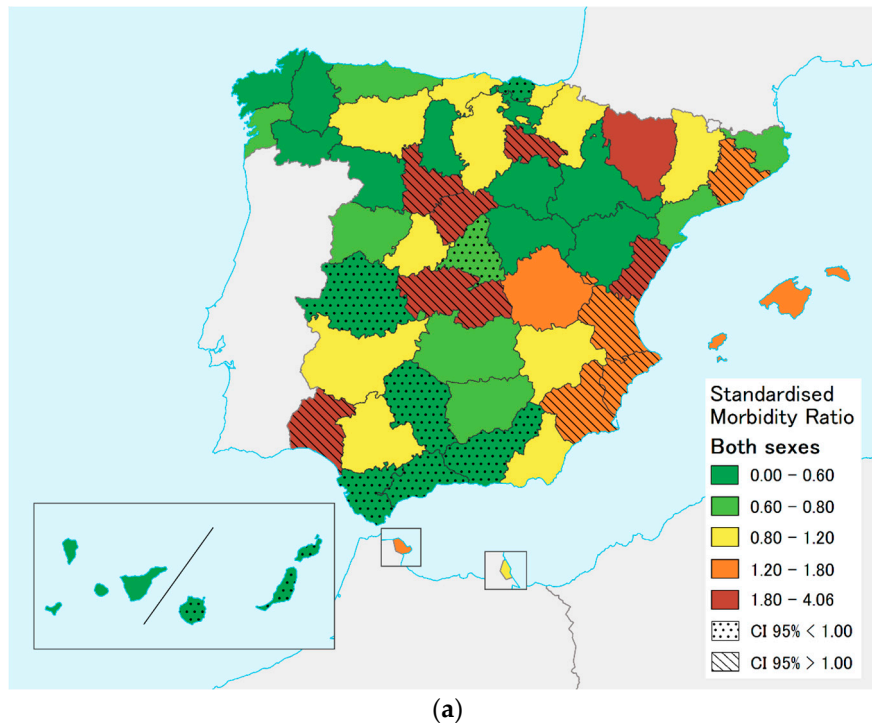 Standardised
Morbidity Ratio
Both sexes
0.00 – 0.60
0.60 – 0.80
0.80 – 1.20
1.20 – 1.80
1.80 – 4.06
CI 95% < 1.00
CI 95% > 1.00
(a)